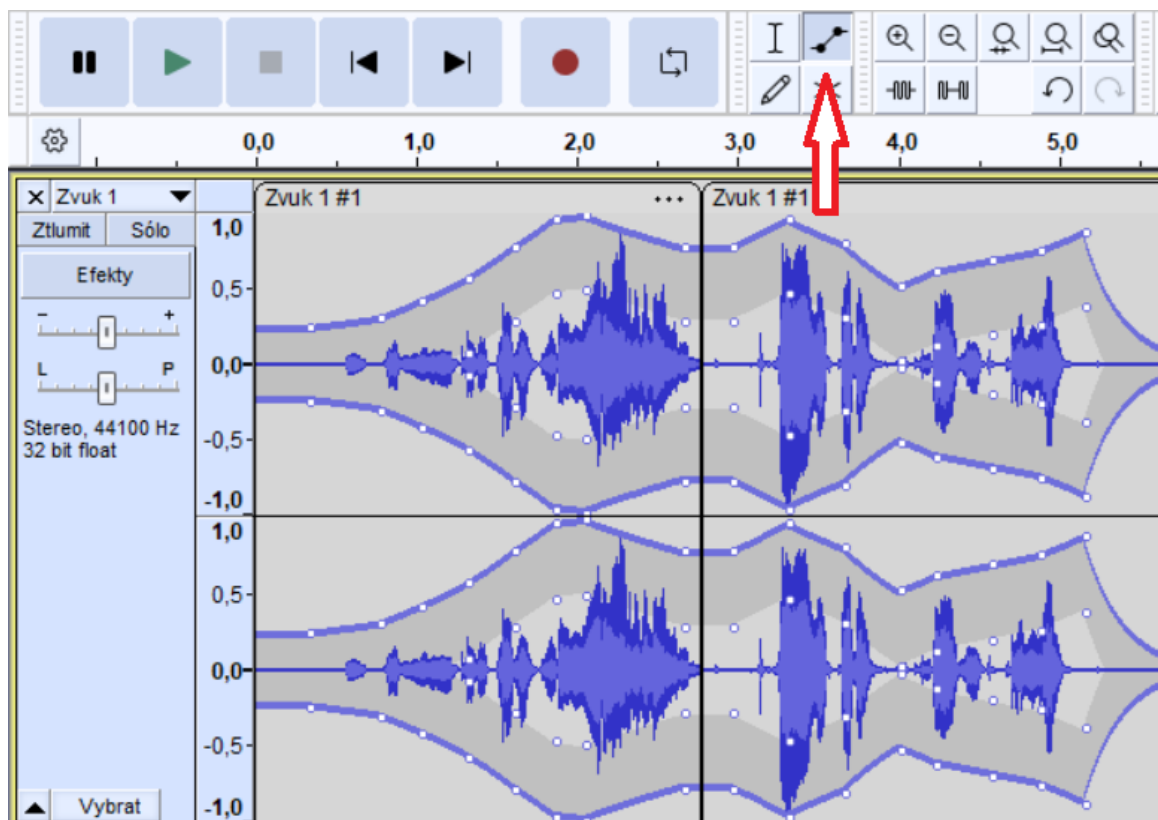 0,0 1,0 2,0 3,0 4,0 5,0
Zvuk 1
Zvuk 1 #1
Zvuk 1 #1
Ztlumit Sólo
Efekty
- +
L P
Stereo, 44100 Hz
32 bit float
Vybrat
1,0
0,5-
0,0-
-0,5-
-1,0
1,0
0,5-
0,0-
-0,5-
-1,0